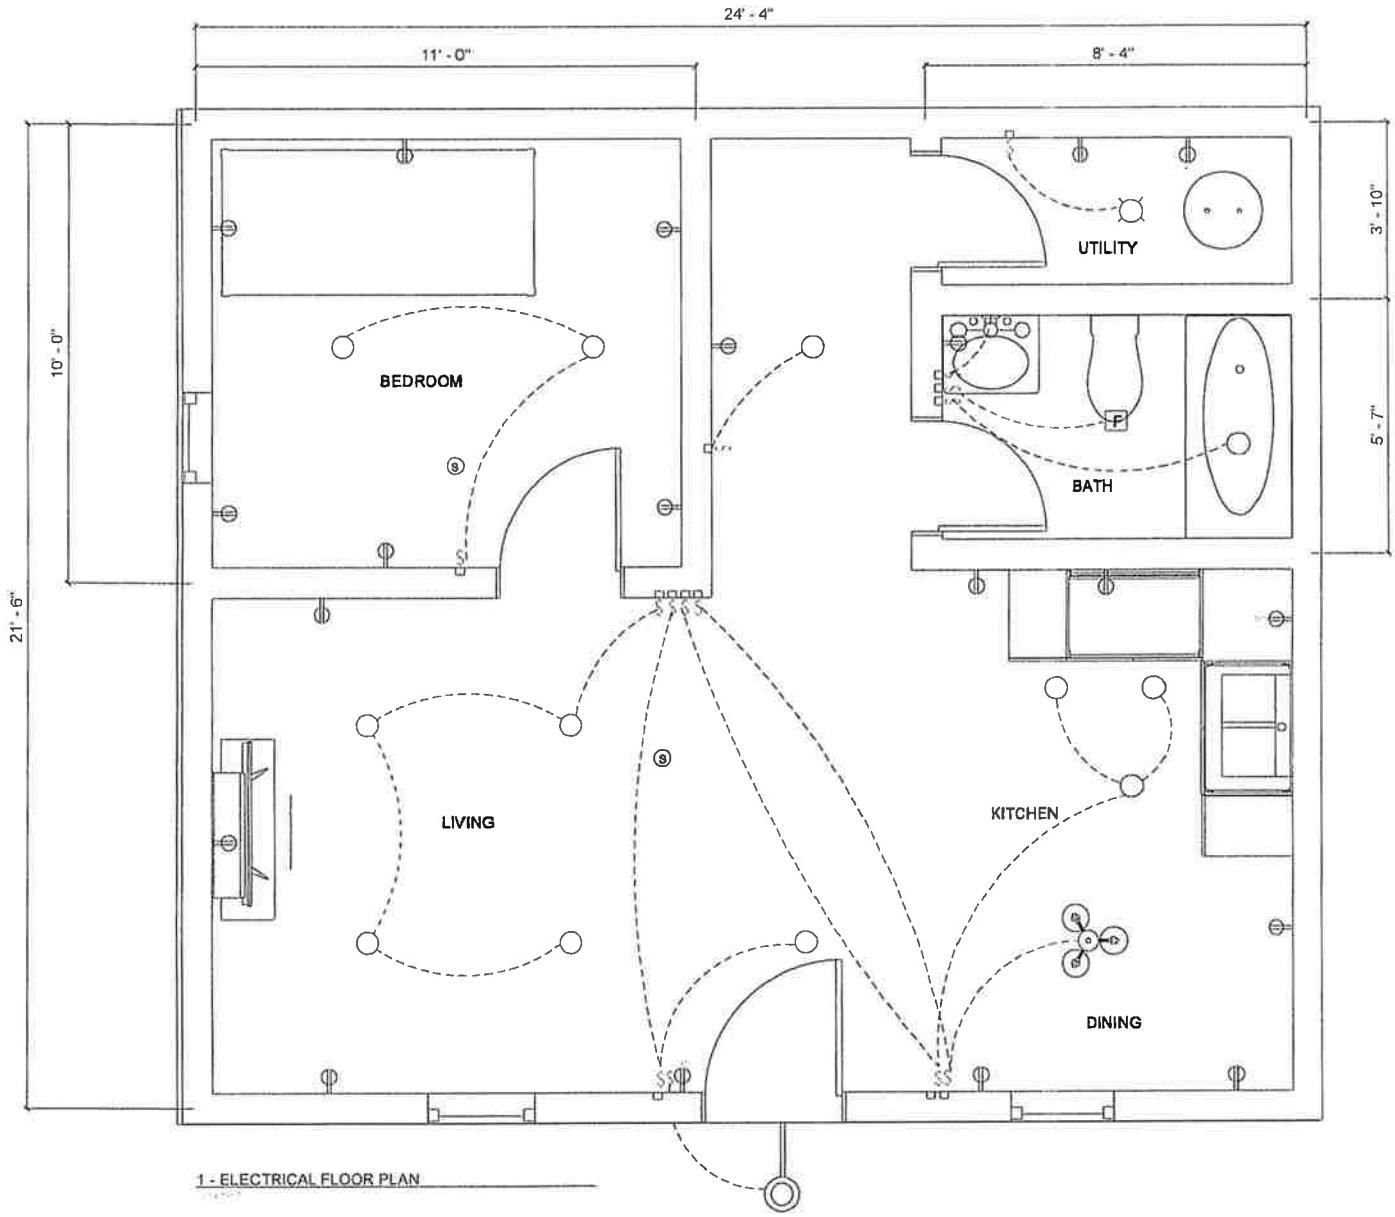 24' - 4"
11' - 0"
8' - 4"
3' - 10"
UTILITY
10' - 0"
BEDROOM
F
5' - 7"
S
BATH
21' - 6"
S
LIVING
KITCHEN
DINING
1 - ELECTRICAL FLOOR PLAN